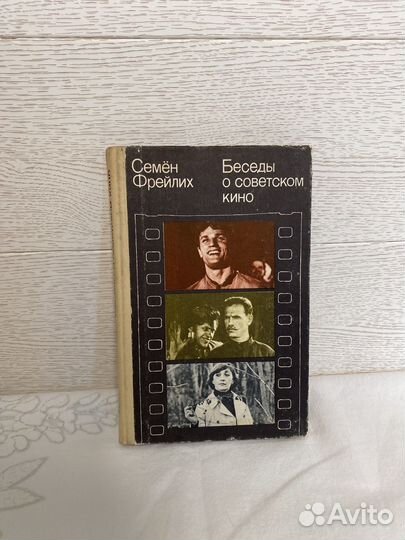 Семён
Фрейлих
Беседы
о советском
кино
Avito